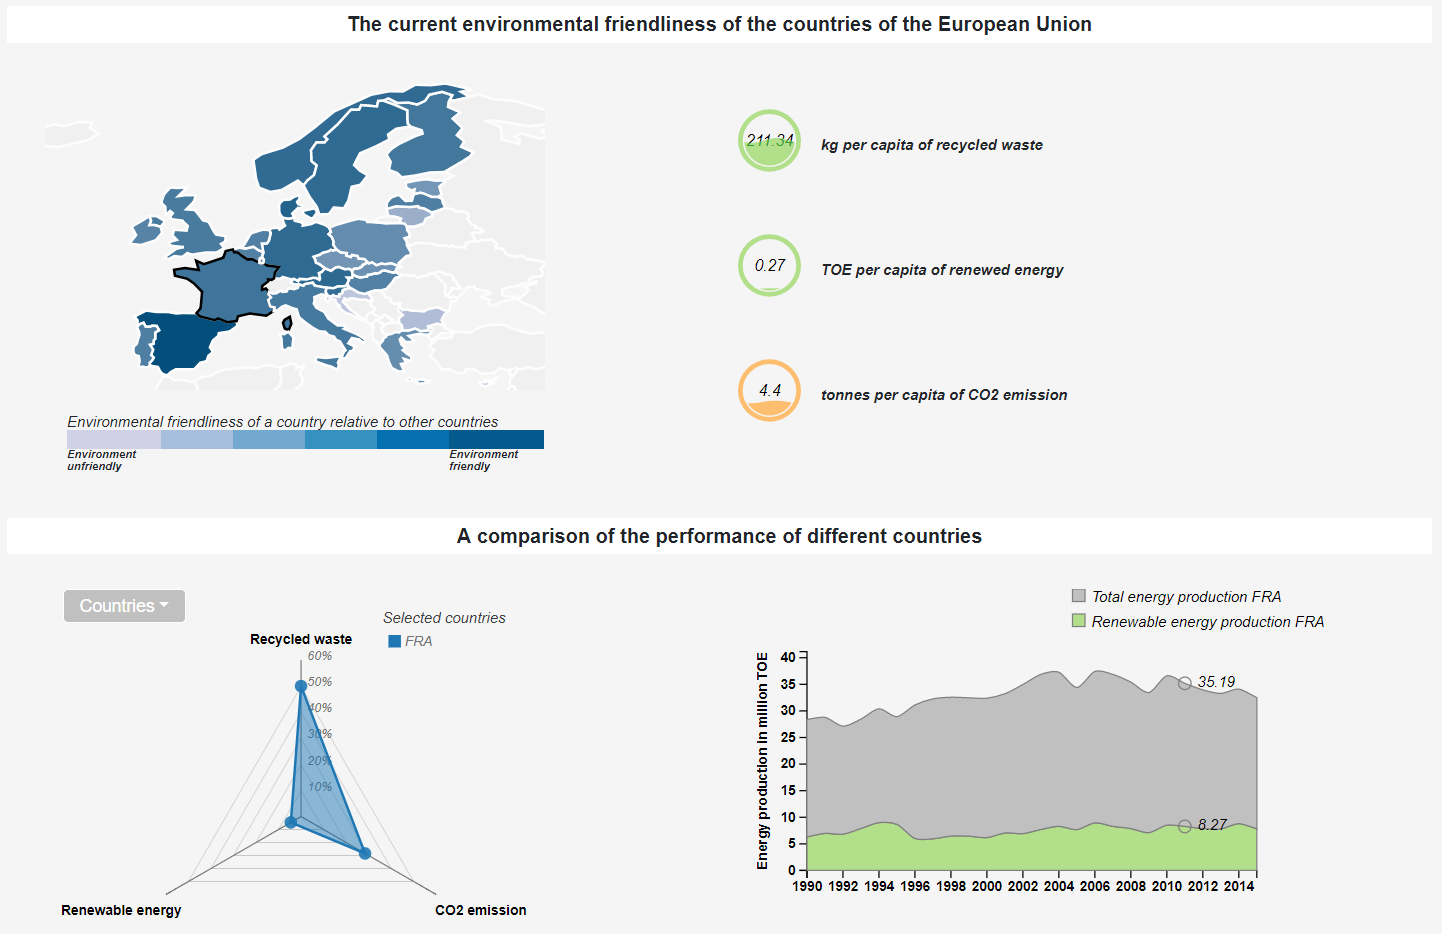 The current environmental friendliness of the countries of the European Union
211.34
kg per capita of recycled waste
0.27
TOE per capita of renewed energy
4.4
tonnes per capita of CO2 emission
Environmental friendliness of a country relative to other countries
Environment
unfriendly
Environment
friendly
A comparison of the performance of different countries
Countries
Selected countries
FRA
Recycled waste
60%
50%
40%
30%
20%
10%
Renewable energy
CO2 emission
Total energy production FRA
Renewable energy production FRA
Energy production in million TOE
40
35
30
25
20
15
10
5
0
35.19
8.27
1990 1992 1994 1996 1998 2000 2002 2004 2006 2008 2010 2012 2014